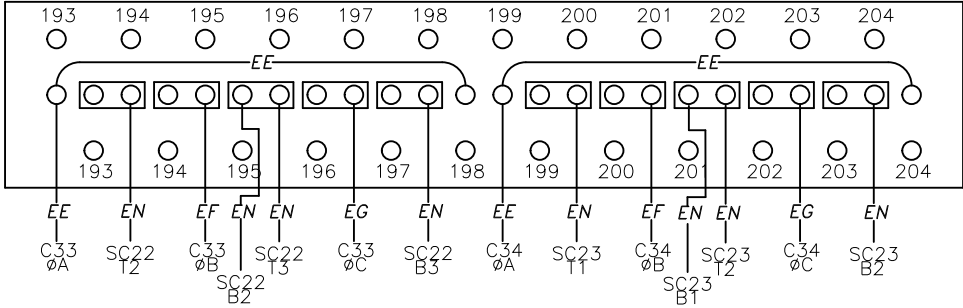 193 194 195 196 197 198 199 200 201 202 203 204
EE EE
193 194 195 196 197 198 199 200 201 202 203 204
EE EN EF EN EN EG EN EE EN EF EN EN EG EN
C33 SC22 C33 SC22 C33 SC22 C34 SC23 C34 SC23 C34 SC23
øA T2 øB T3 øC B3 øA T1 øB T2 øC B2
SC22 SC23
B2 B1